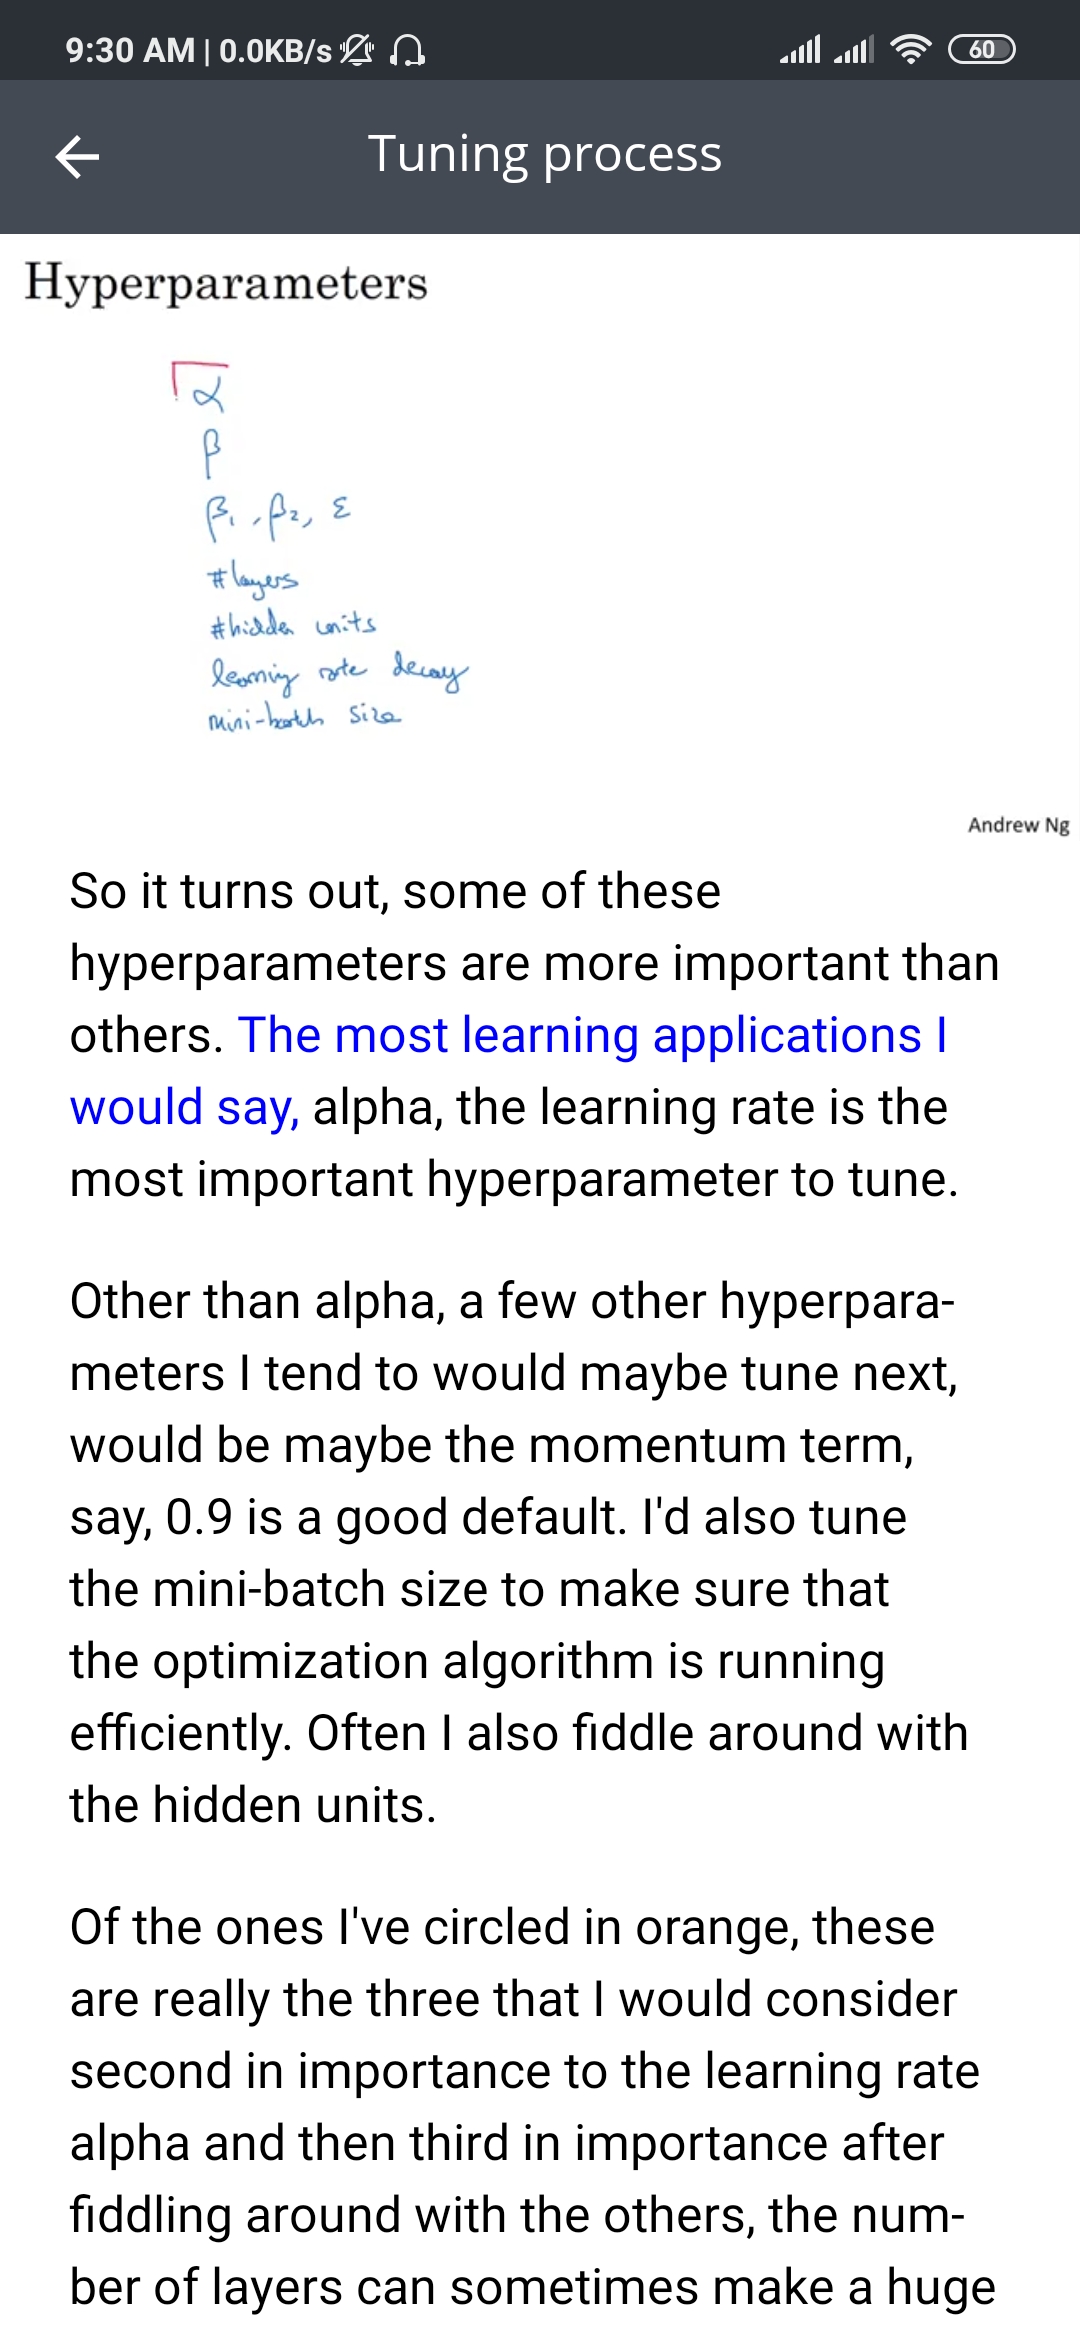 9:30 AM | 0.0KB/s
60
Tuning process
Hyperparameters
α
β
β₁, β₂, ε
#layers
#hidden units
learning rate decay
mini-batch size
Andrew Ng
So it turns out, some of these
hyperparameters are more important than
others. The most learning applications I
would say, alpha, the learning rate is the
most important hyperparameter to tune.
Other than alpha, a few other hyperpara-
meters I tend to would maybe tune next,
would be maybe the momentum term,
say, 0.9 is a good default. I'd also tune
the mini-batch size to make sure that
the optimization algorithm is running
efficiently. Often I also fiddle around with
the hidden units.
Of the ones I've circled in orange, these
are really the three that I would consider
second in importance to the learning rate
alpha and then third in importance after
fiddling around with the others, the num-
ber of layers can sometimes make a huge